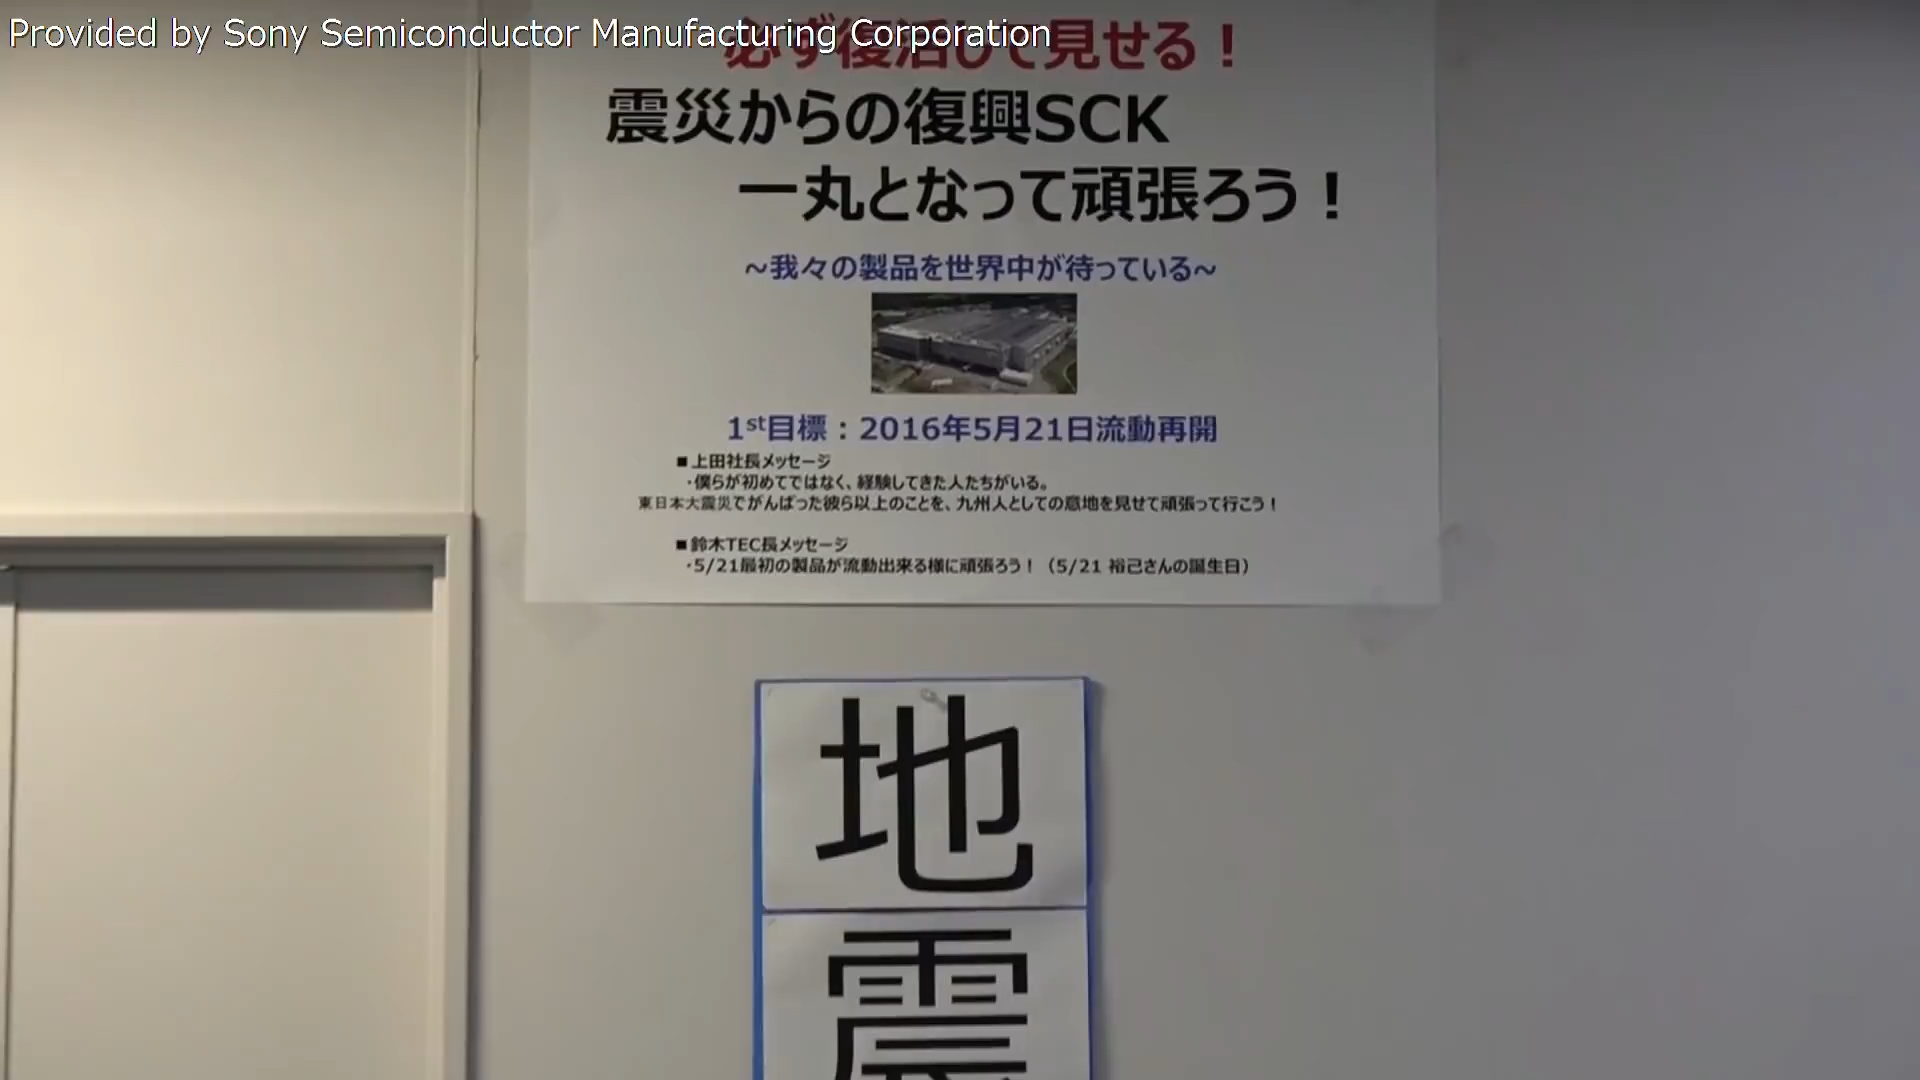 Provided by Sony Semiconductor Manufacturing Corporation
必ず復活して見せる！
震災からの復興SCK
一丸となって頑張ろう！
~我々の製品を世界中が待っている~
1st目標：2016年5月21日流動再開
■上田社長メッセージ
・僕らが初めてではなく、経験してきた人たちがいる。
東日本大震災でがんばった彼ら以上のことを、九州人としての意地を見せて頑張って行こう！
■鈴木TEC長メッセージ
・5/21最初の製品が流動出来る様に頑張ろう！（5/21 裕己さんの誕生日）
地
震